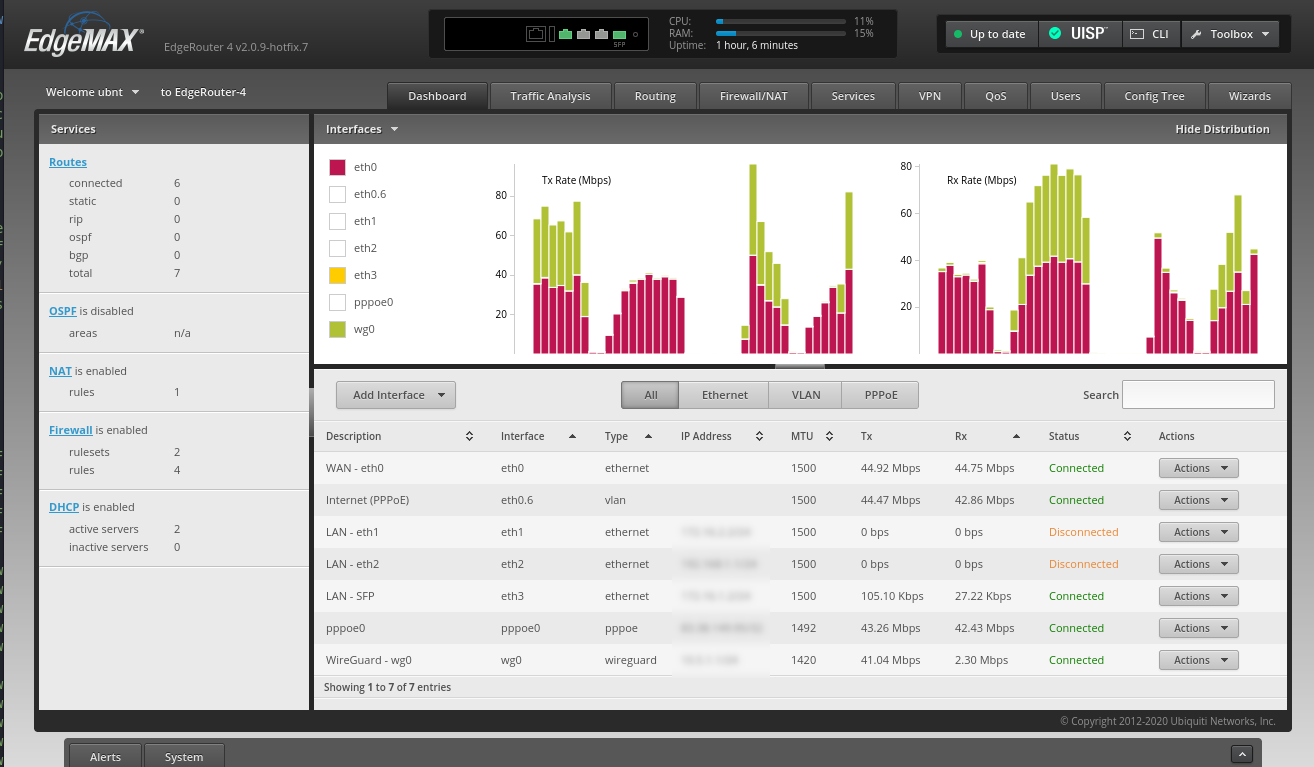 EdgeMAX®
EdgeRouter 4 v2.0.9-hotfix.7
SFP
CPU: 11%
RAM: 15%
Uptime: 1 hour, 6 minutes
Up to date
UISP™
CLI
Toolbox
Welcome ubnt
to EdgeRouter-4
Dashboard
Traffic Analysis
Routing
Firewall/NAT
Services
VPN
QoS
Users
Config Tree
Wizards
Services
Routes
connected 6
static 0
rip 0
ospf 0
bgp 0
total 7
OSPF is disabled
areas n/a
NAT is enabled
rules 1
Firewall is enabled
rulesets 2
rules 4
DHCP is enabled
active servers 2
inactive servers 0
Interfaces
Hide Distribution
eth0
eth0.6
eth1
eth2
eth3
pppoe0
wg0
Tx Rate (Mbps)
80
60
40
20
Rx Rate (Mbps)
80
60
40
20
Add Interface
All Ethernet VLAN PPPoE
Search
Description Interface Type IP Address MTU Tx Rx Status Actions
WAN - eth0 eth0 ethernet 1500 44.92 Mbps 44.75 Mbps Connected Actions
Internet (PPPoE) eth0.6 vlan 1500 44.47 Mbps 42.86 Mbps Connected Actions
LAN - eth1 eth1 ethernet 1500 0 bps 0 bps Disconnected Actions
LAN - eth2 eth2 ethernet 1500 0 bps 0 bps Disconnected Actions
LAN - SFP eth3 ethernet 1500 105.10 Kbps 27.22 Kbps Connected Actions
pppoe0 pppoe0 pppoe 1492 43.26 Mbps 42.43 Mbps Connected Actions
WireGuard - wg0 wg0 wireguard 1420 41.04 Mbps 2.30 Mbps Connected Actions
Showing 1 to 7 of 7 entries
© Copyright 2012-2020 Ubiquiti Networks, Inc.
Alerts
System